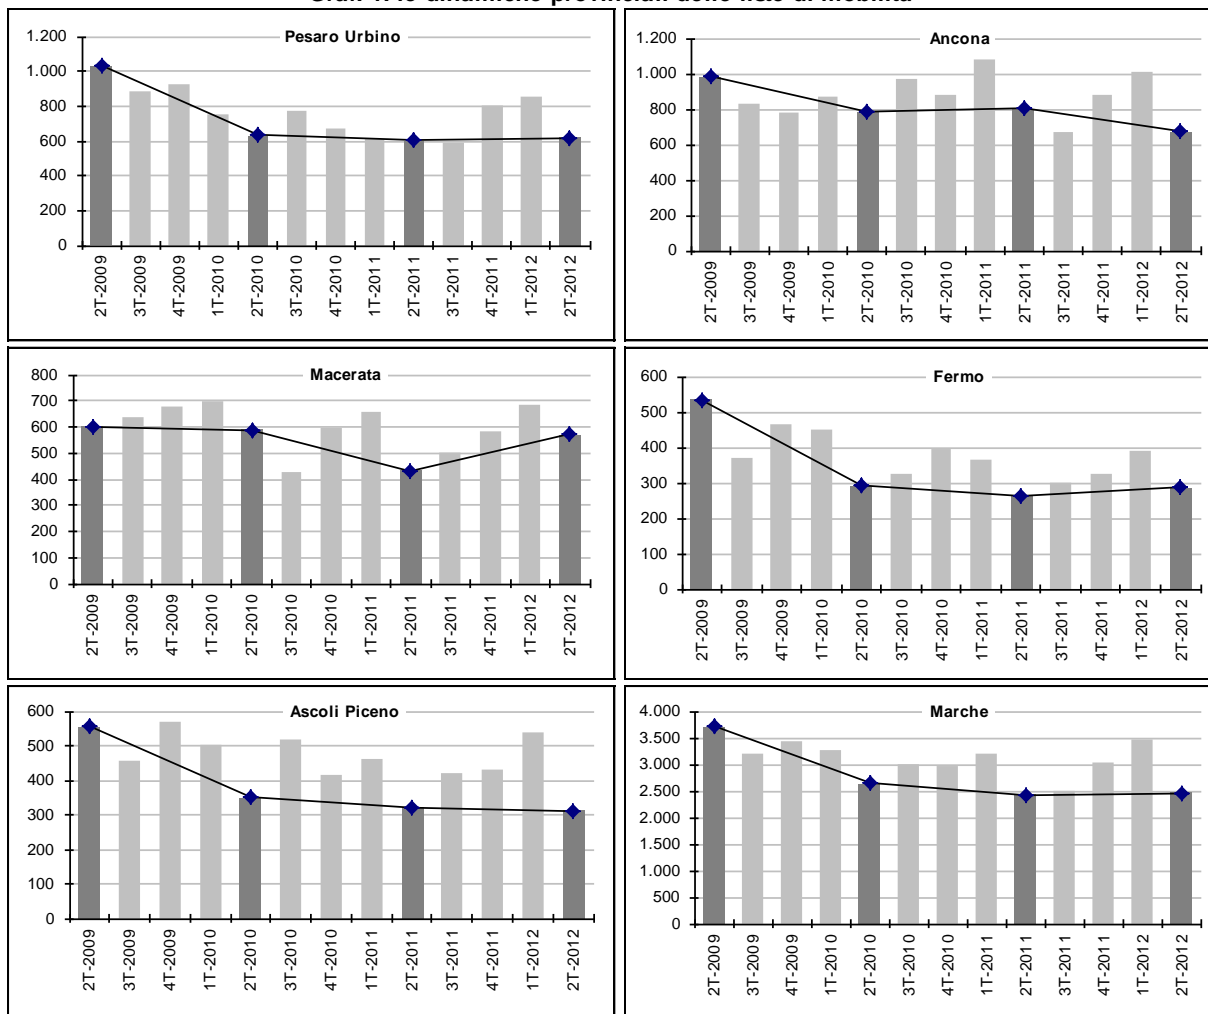 Graf. 1: le dinamiche provinciali delle liste di mobilità
Pesaro Urbino
1.200
1.000
800
600
400
200
0
2T-2009
3T-2009
4T-2009
1T-2010
2T-2010
3T-2010
4T-2010
1T-2011
2T-2011
3T-2011
4T-2011
1T-2012
2T-2012
Ancona
1.200
1.000
800
600
400
200
0
2T-2009
3T-2009
4T-2009
1T-2010
2T-2010
3T-2010
4T-2010
1T-2011
2T-2011
3T-2011
4T-2011
1T-2012
2T-2012
Macerata
800
700
600
500
400
300
200
100
0
2T-2009
3T-2009
4T-2009
1T-2010
2T-2010
3T-2010
4T-2010
1T-2011
2T-2011
3T-2011
4T-2011
1T-2012
2T-2012
Fermo
600
500
400
300
200
100
0
2T-2009
3T-2009
4T-2009
1T-2010
2T-2010
3T-2010
4T-2010
1T-2011
2T-2011
3T-2011
4T-2011
1T-2012
2T-2012
Ascoli Piceno
600
500
400
300
200
100
0
2T-2009
3T-2009
4T-2009
1T-2010
2T-2010
3T-2010
4T-2010
1T-2011
2T-2011
3T-2011
4T-2011
1T-2012
2T-2012
Marche
4.000
3.500
3.000
2.500
2.000
1.500
1.000
500
0
2T-2009
3T-2009
4T-2009
1T-2010
2T-2010
3T-2010
4T-2010
1T-2011
2T-2011
3T-2011
4T-2011
1T-2012
2T-2012